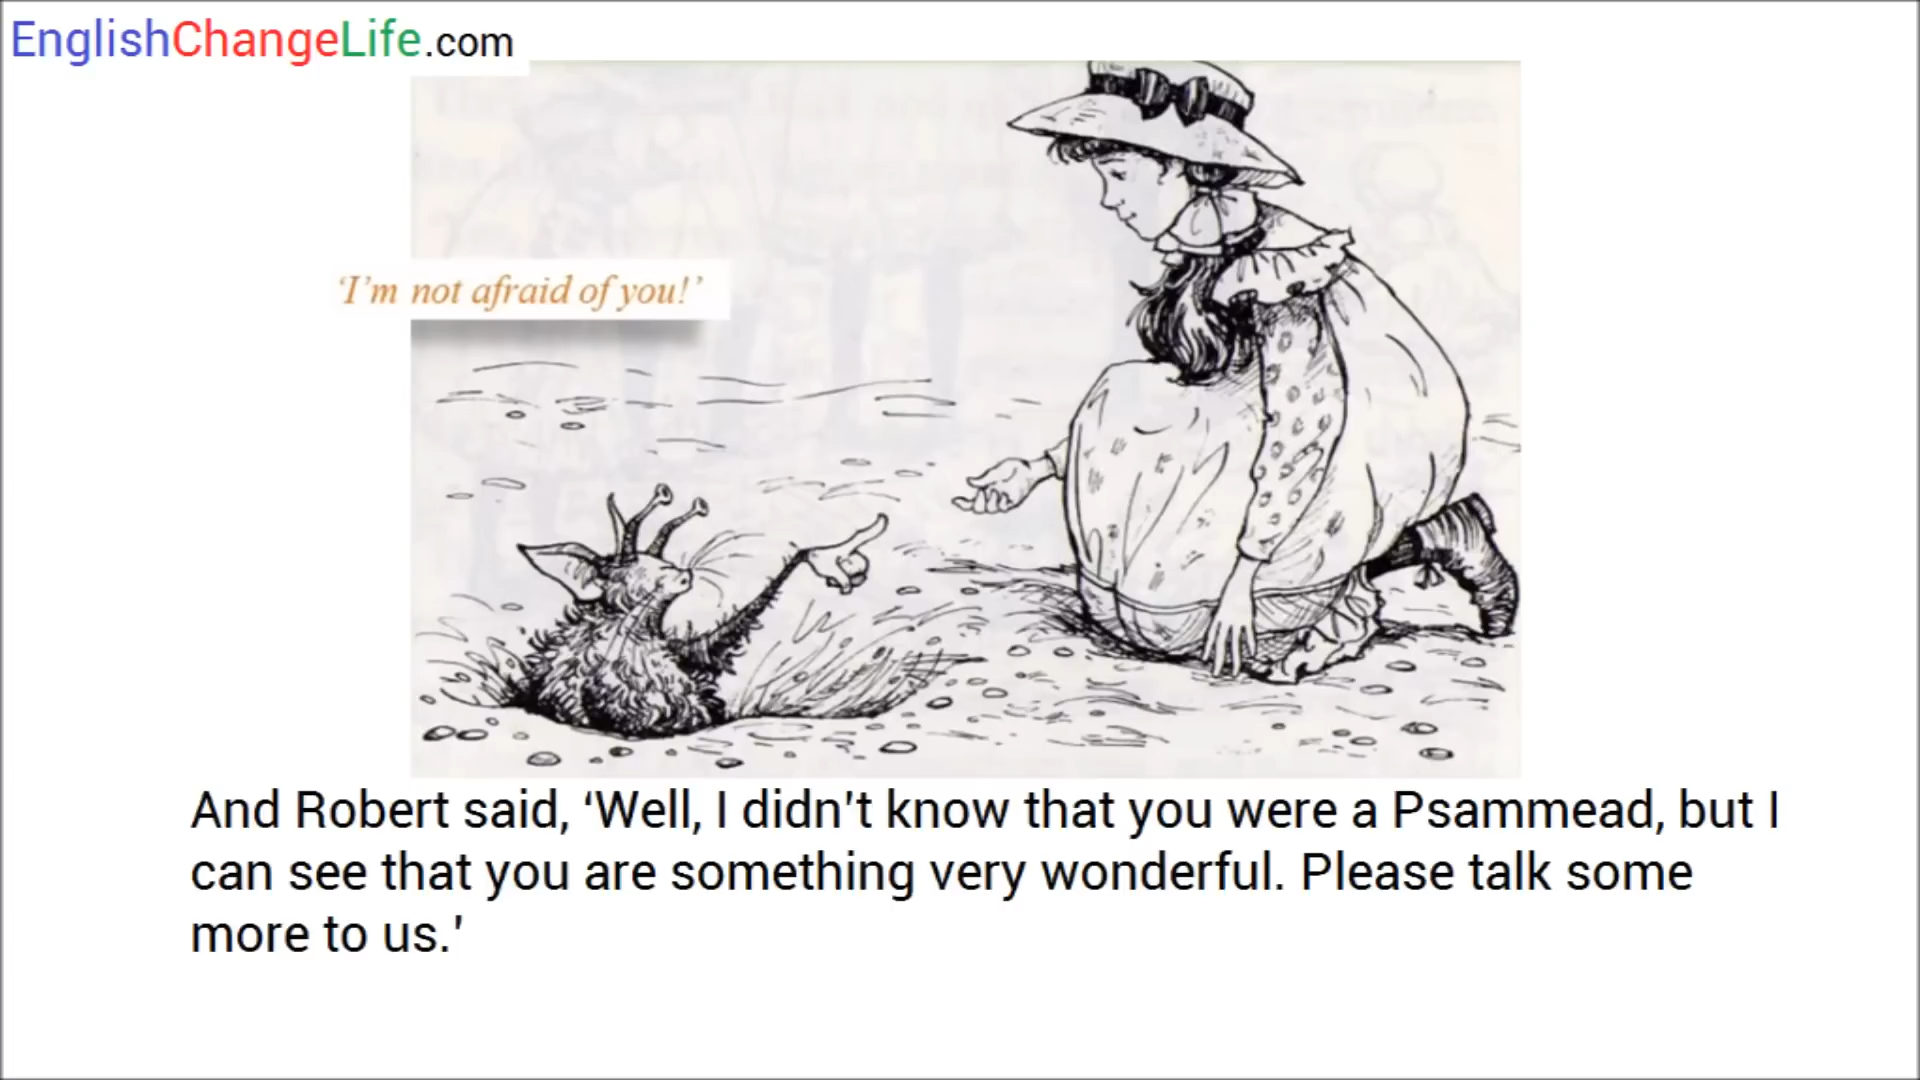 EnglishChangeLife.com
‘I’m not afraid of you!’
And Robert said, ‘Well, I didn't know that you were a Psammead, but I
can see that you are something very wonderful. Please talk some
more to us.’